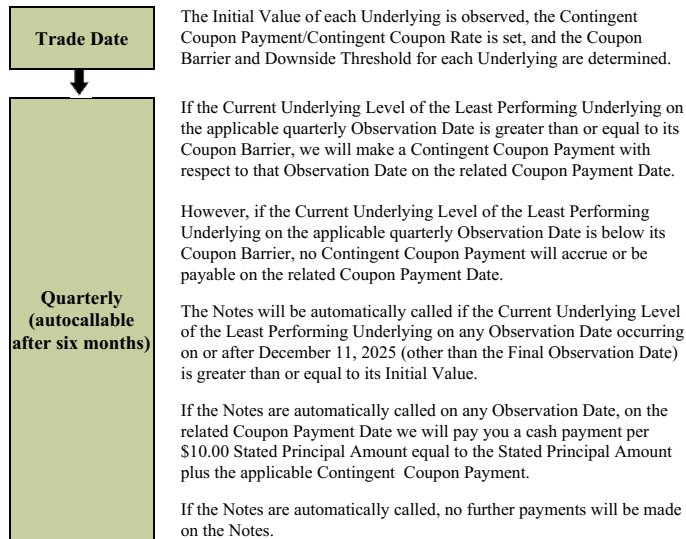 Trade Date
The Initial Value of each Underlying is observed, the Contingent
Coupon Payment/Contingent Coupon Rate is set, and the Coupon
Barrier and Downside Threshold for each Underlying are determined.
Quarterly
(autocallable
after six months)
If the Current Underlying Level of the Least Performing Underlying on
the applicable quarterly Observation Date is greater than or equal to its
Coupon Barrier, we will make a Contingent Coupon Payment with
respect to that Observation Date on the related Coupon Payment Date.
However, if the Current Underlying Level of the Least Performing
Underlying on the applicable quarterly Observation Date is below its
Coupon Barrier, no Contingent Coupon Payment will accrue or be
payable on the related Coupon Payment Date.
The Notes will be automatically called if the Current Underlying Level
of the Least Performing Underlying on any Observation Date occurring
on or after December 11, 2025 (other than the Final Observation Date)
is greater than or equal to its Initial Value.
If the Notes are automatically called on any Observation Date, on the
related Coupon Payment Date we will pay you a cash payment per
$10.00 Stated Principal Amount equal to the Stated Principal Amount
plus the applicable Contingent Coupon Payment.
If the Notes are automatically called, no further payments will be made
on the Notes.